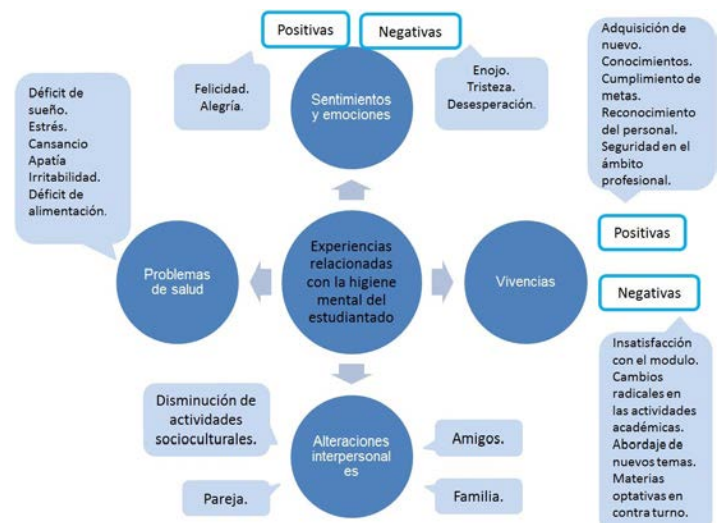 Positivas
Negativas
Felicidad.
Alegría.
Sentimientos
y emociones
Enojo.
Tristeza.
Desesperación.
Adquisición de
nuevo.
Conocimientos.
Cumplimiento de
metas.
Reconocimiento
del personal.
Seguridad en el
ámbito
profesional.
Déficit de
sueño.
Estrés.
Cansancio
Apatía
Irritabilidad.
Déficit de
alimentación.
Problemas
de salud
Experiencias
relacionadas
con la higiene
mental del
estudiantado
Vivencias
Positivas
Negativas
Insatisfacción
con el modulo.
Cambios
radicales en
las actividades
académicas.
Abordaje de
nuevos temas.
Materias
optativas en
contra turno.
Disminución de
actividades
socioculturales.
Alteraciones
interpersonal
es
Amigos.
Pareja.
Familia.